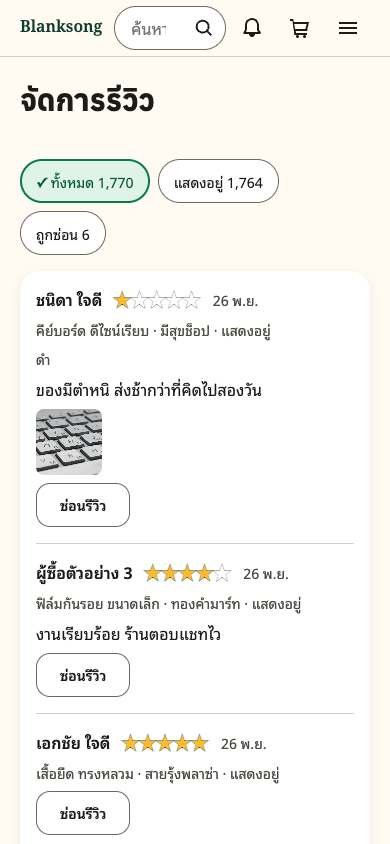 Blanksong
ค้นหา
จัดการรีวิว
✓ ทั้งหมด 1,770
แสดงอยู่ 1,764
ถูกซ่อน 6
ชนิดา ใจดี ★☆☆☆☆ 26 พ.ย.
คีย์บอร์ด ดีไซน์เรียบ · มีสุขช็อป · แสดงอยู่
ดำ
ของมีตำหนิ ส่งช้ากว่าที่คิดไปสองวัน
ซ่อนรีวิว
ผู้ซื้อตัวอย่าง 3 ★★★★☆ 26 พ.ย.
ฟิล์มกันรอย ขนาดเล็ก · ทองคำมาร์ท · แสดงอยู่
งานเรียบร้อย ร้านตอบแชทไว
ซ่อนรีวิว
เอกชัย ใจดี ★★★★★ 26 พ.ย.
เสื้อยืด ทรงหลวม · สายรุ้งพลาซ่า · แสดงอยู่
ซ่อนรีวิว